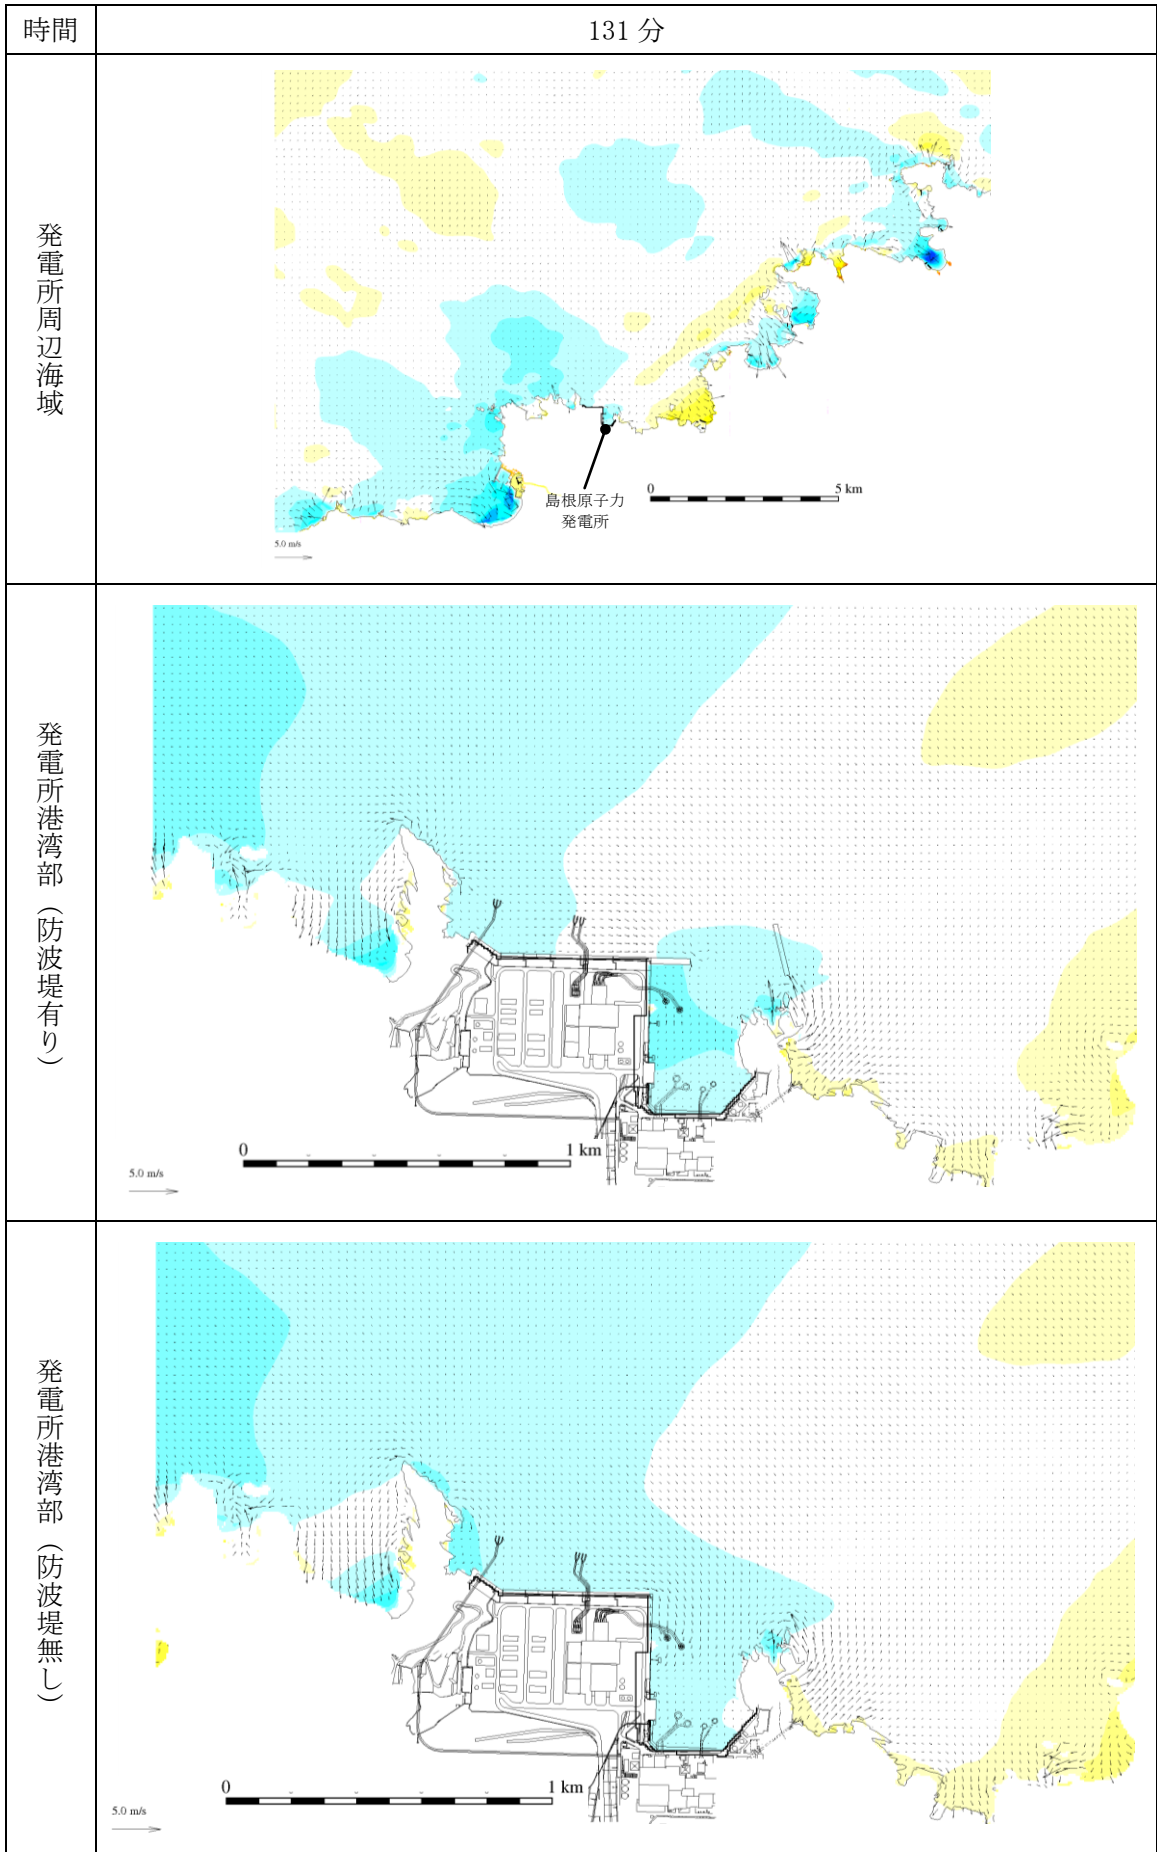 時間
131 分
発電所周辺海域
島根原子力
発電所
0
5 km
5.0 m/s
発電所港湾部（防波堤有り）
0
1 km
5.0 m/s
発電所港湾部（防波堤無し）
0
1 km
5.0 m/s